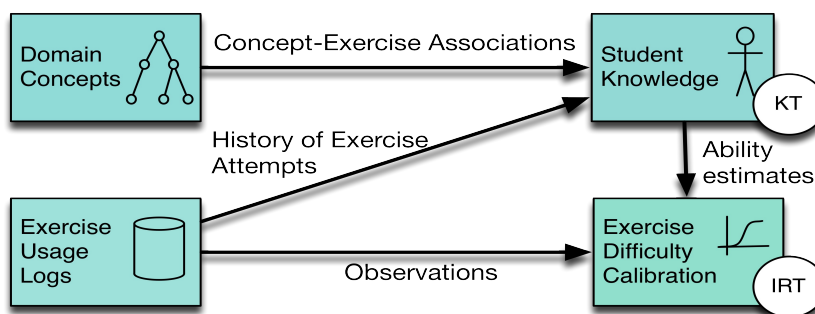 Domain
Concepts
Concept-Exercise Associations
Student
Knowledge
KT
History of Exercise
Attempts
Ability
estimates
Exercise
Usage
Logs
Observations
Exercise
Difficulty
Calibration
IRT